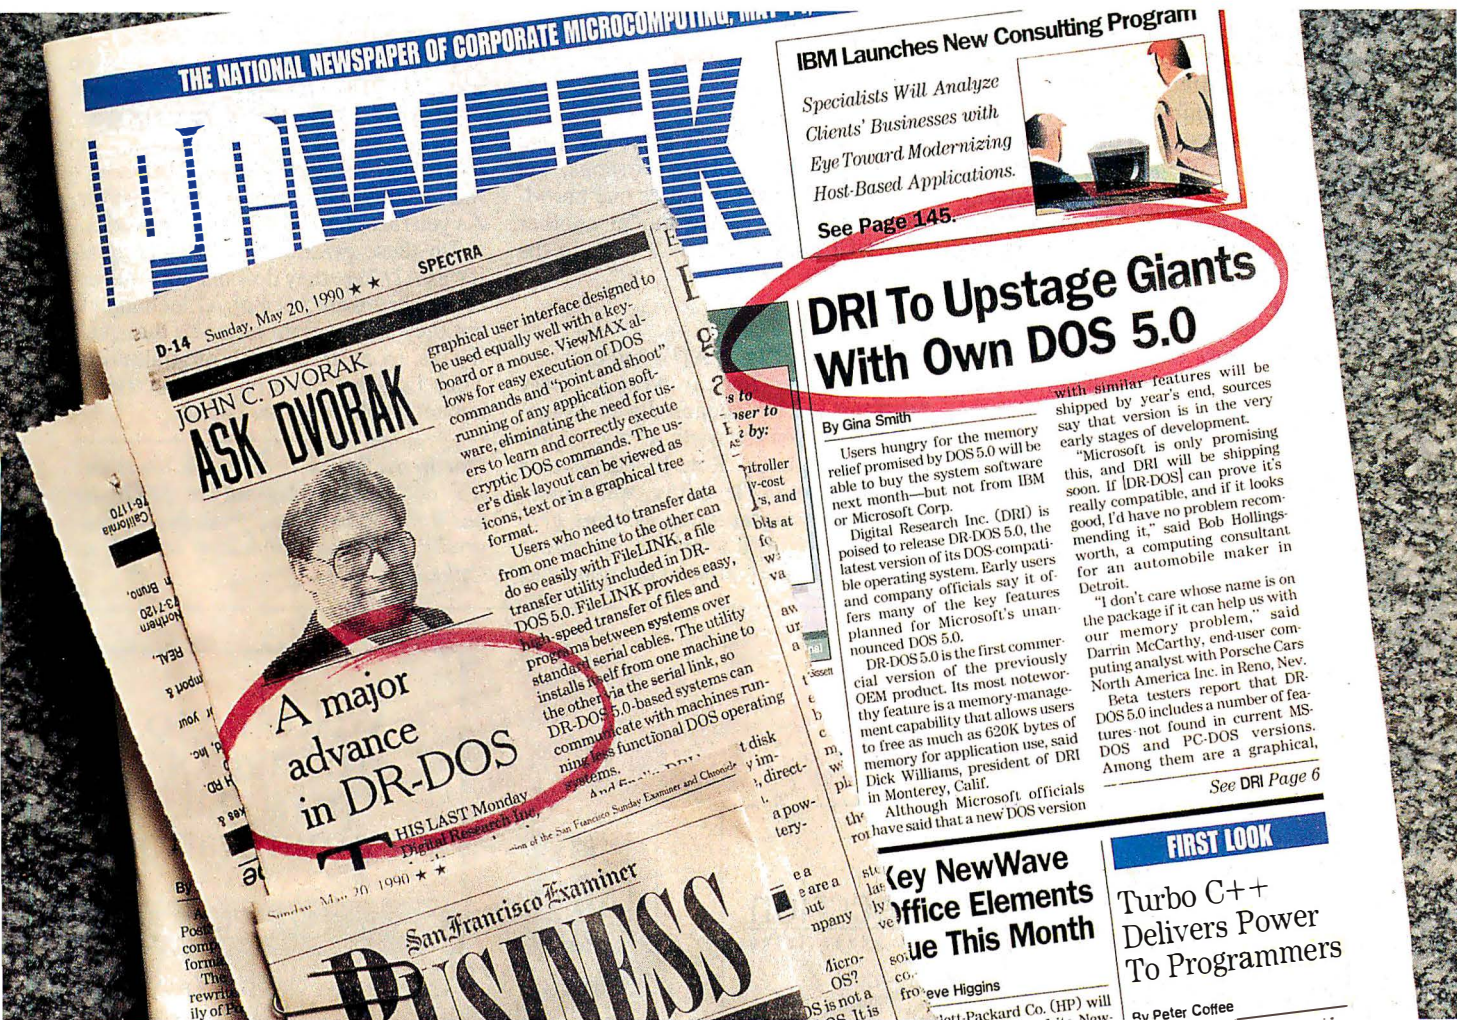 THE NATIONAL NEWSPAPER OF CORPORATE MICROCOMPUTING, MAY
PCWEEK
IBM Launches New Consulting Program
Specialists Will Analyze
Clients' Businesses with
Eye Toward Modernizing
Host-Based Applications.
See Page 145.
DRI To Upstage Giants
With Own DOS 5.0
By Gina Smith
Users hungry for the memory
relief promised by DOS 5.0 will be
able to buy the system software
next month—but not from IBM
or Microsoft Corp.
Digital Research Inc. (DRI) is
poised to release DR-DOS 5.0, the
latest version of its DOS-compati-
ble operating system. Early users
and company officials say it of-
fers many of the key features
planned for Microsoft's unan-
nounced DOS 5.0.
DR-DOS 5.0 is the first commer-
cial version of the previously
OEM product. Its most notewor-
thy feature is a memory-manage-
ment capability that allows users
to free as much as 620K bytes of
memory for application use, said
Dick Williams, president of DRI
in Monterey, Calif.
Although Microsoft officials
have said that a new DOS version
with similar features will be
shipped by year's end, sources
say that version is in the very
early stages of development.
"Microsoft is only promising
this, and DRI will be shipping
soon. If [DR-DOS] can prove it's
really compatible, and if it looks
good, I'd have no problem recom-
mending it," said Bob Hollings-
worth, a computing consultant
for an automobile maker in
Detroit.
"I don't care whose name is on
the package if it can help us with
our memory problem," said
Darrin McCarthy, end-user com-
puting analyst with Porsche Cars
North America Inc. in Reno, Nev.
Beta testers report that DR-
DOS 5.0 includes a number of fea-
tures not found in current MS-
DOS and PC-DOS versions.
Among them are a graphical,
See DRI Page 6
Key NewWave
Office Elements
Due This Month
eve Higgins
lett-Packard Co. (HP) will
FIRST LOOK
Turbo C++
Delivers Power
To Programmers
By Peter Coffee
D-14 Sunday, May 20, 1990 ★ ★
SPECTRA
JOHN C. DVORAK
ASK DVORAK
A major
advance
in DR-DOS
THIS LAST Monday
Digital Research Inc.
graphical user interface designed to
be used equally well with a key-
board or a mouse. ViewMAX al-
lows for easy execution of DOS
commands and "point and shoot"
running of any application soft-
ware, eliminating the need for us-
ers to learn and correctly execute
cryptic DOS commands. The us-
er's disk layout can be viewed as
icons, text or in a graphical tree
format.
Users who need to transfer data
from one machine to the other can
do so easily with FileLINK, a file
transfer utility included in DR-
DOS 5.0. FileLINK provides easy,
high-speed transfer of files and
programs between systems over
standard serial cables. The utility
installs itself from one machine to
the other via the serial link, so
DR-DOS 5.0-based systems can
communicate with machines run-
ning less functional DOS operating
systems.
of the San Francisco Sunday Examiner and Chronicle
Sunday, May 20, 1990 ★ ★
San Francisco Examiner
BUSINESS